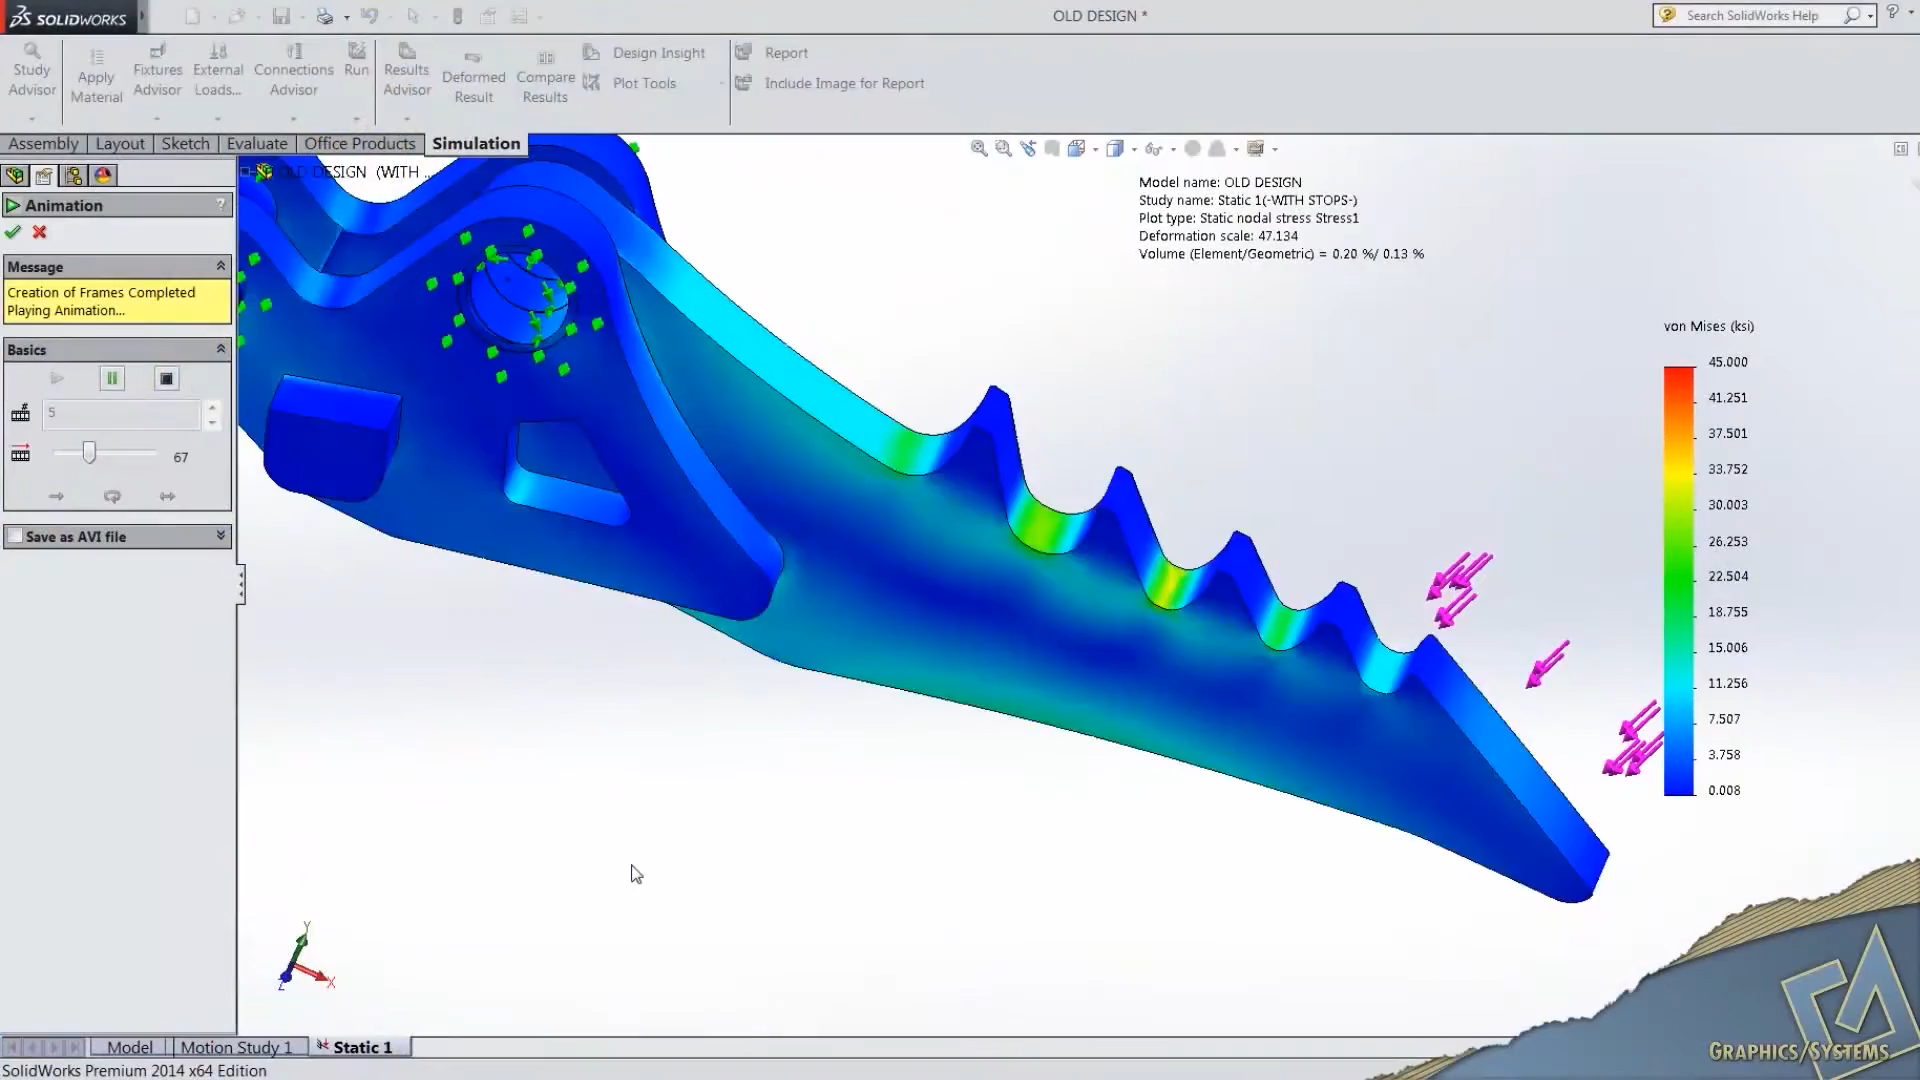 SOLIDWORKS
OLD DESIGN *
Search SolidWorks Help
Study Advisor
Apply Material
Fixtures Advisor
External Loads...
Connections Advisor
Run
Results Advisor
Deformed Result
Compare Results
Design Insight
Plot Tools
Report
Include Image for Report
Assembly
Layout
Sketch
Evaluate
Office Products
Simulation
OLD DESIGN (WITH ...
Animation
?
Message
Creation of Frames Completed
Playing Animation...
Basics
5
67
Save as AVI file
Model name: OLD DESIGN
Study name: Static 1(-WITH STOPS-)
Plot type: Static nodal stress Stress1
Deformation scale: 47.134
Volume (Element/Geometric) = 0.20 %/ 0.13 %
von Mises (ksi)
45.000
41.251
37.501
33.752
30.003
26.253
22.504
18.755
15.006
11.256
7.507
3.758
0.008
Y
X
Z
Model
Motion Study 1
Static 1
SolidWorks Premium 2014 x64 Edition
GRAPHICS/SYSTEMS